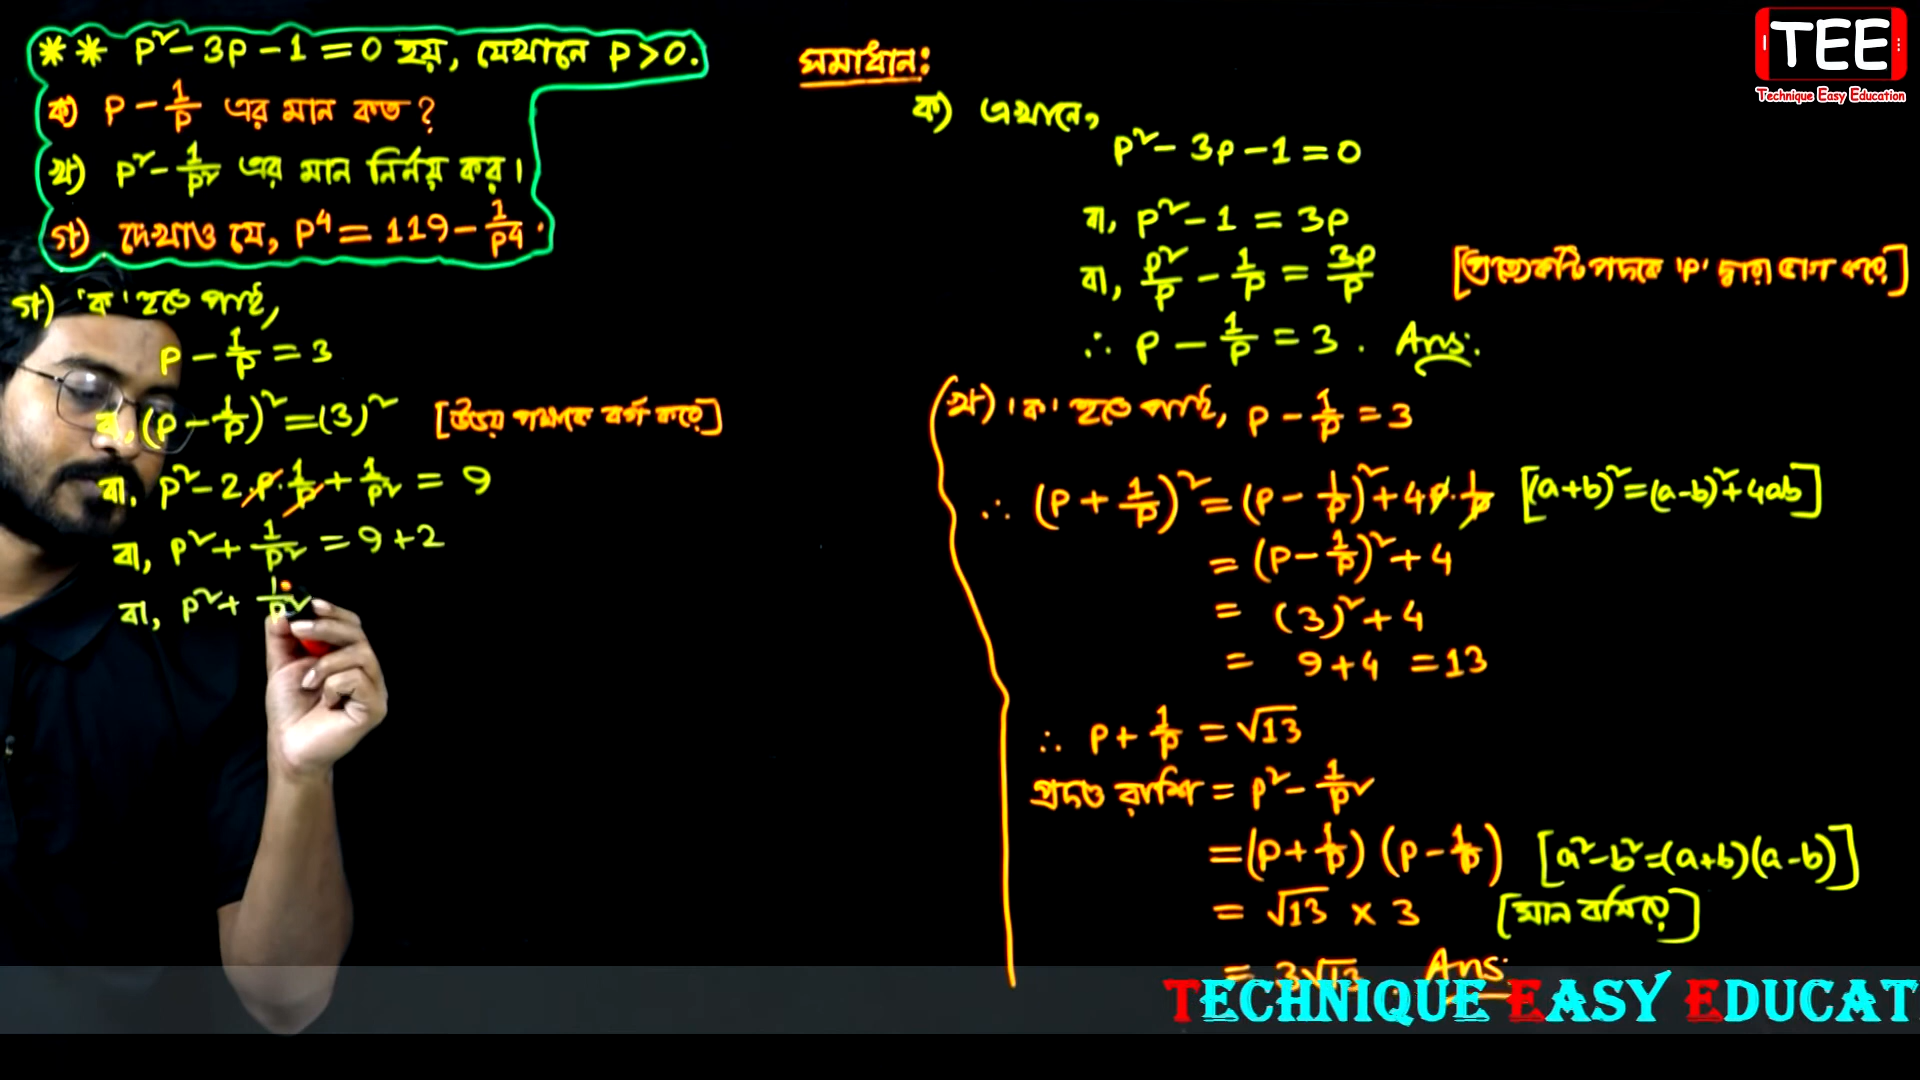 ** p² - 3p - 1 = 0 হয়, যেখানে p > 0.
ক) p - 1/p এর মান কত?
খ) p² - 1/p² এর মান নির্নয় কর।
গ) দেখাও যে, p⁴ = 119 - 1/p⁴ .
গ) 'ক' হতে পাই,
p - 1/p = 3
বা, (p - 1/p)² = (3)² [উভয় পক্ষকে বর্গ করে]
বা, p² - 2.p.1/p + 1/p² = 9
বা, p² + 1/p² = 9+2
বা, p² + 1/p²
সমাধান:
ক) এখানে,
p² - 3p - 1 = 0
বা, p² - 1 = 3p
বা, p²/p - 1/p = 3p/p [প্রত্যেকটি পদকে 'p' দ্বারা ভাগ করে]
∴ p - 1/p = 3 . Ans:
খ) 'ক' হতে পাই, p - 1/p = 3
∴ (p + 1/p)² = (p - 1/p)² + 4p.1/p [(a+b)² = (a-b)² + 4ab]
= (p - 1/p)² + 4
= (3)² + 4
= 9+4 = 13
∴ p + 1/p = √13
প্রদত্ত রাশি = p² - 1/p²
= (p + 1/p) (p - 1/p) [a² - b² = (a+b)(a-b)]
= √13 × 3 [মান বসিয়ে]
= 3√13 . Ans:
TEE
Technique Easy Education
TECHNIQUE EASY EDUCAT